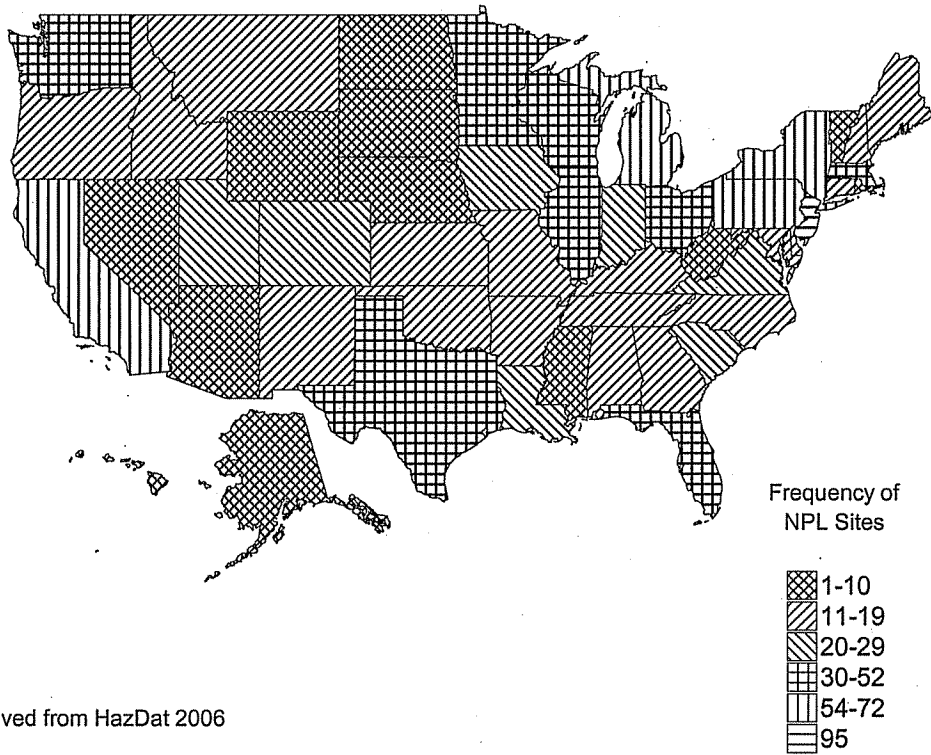 Frequency of
NPL Sites
1-10
11-19
20-29
30-52
54-72
95
ved from HazDat 2006